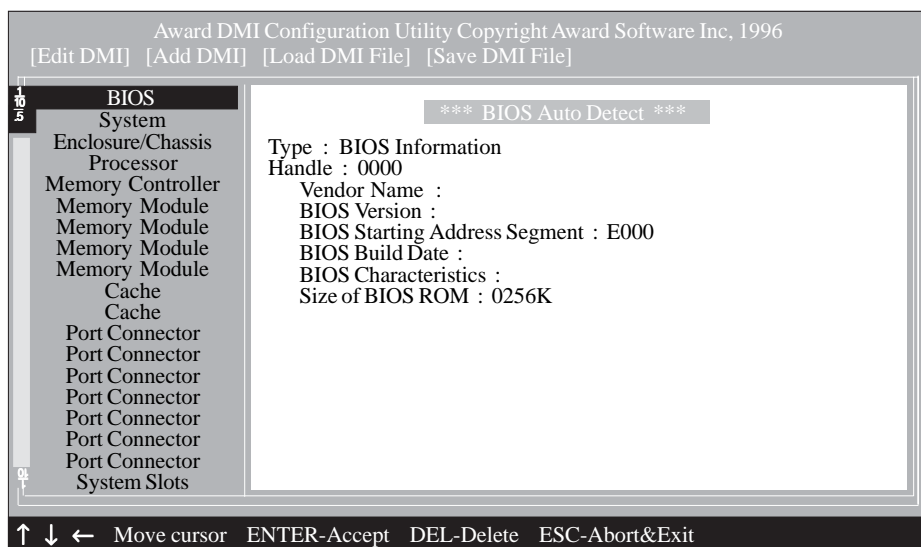 Award DMI Configuration Utility Copyright Award Software Inc, 1996
[Edit DMI] [Add DMI] [Load DMI File] [Save DMI File]
BIOS
System
Enclosure/Chassis
Processor
Memory Controller
Memory Module
Memory Module
Memory Module
Memory Module
Cache
Cache
Port Connector
Port Connector
Port Connector
Port Connector
Port Connector
Port Connector
Port Connector
System Slots
*** BIOS Auto Detect ***
Type : BIOS Information
Handle : 0000
Vendor Name :
BIOS Version :
BIOS Starting Address Segment : E000
BIOS Build Date :
BIOS Characteristics :
Size of BIOS ROM : 0256K
↑ ↓ ← Move cursor ENTER-Accept DEL-Delete ESC-Abort&Exit